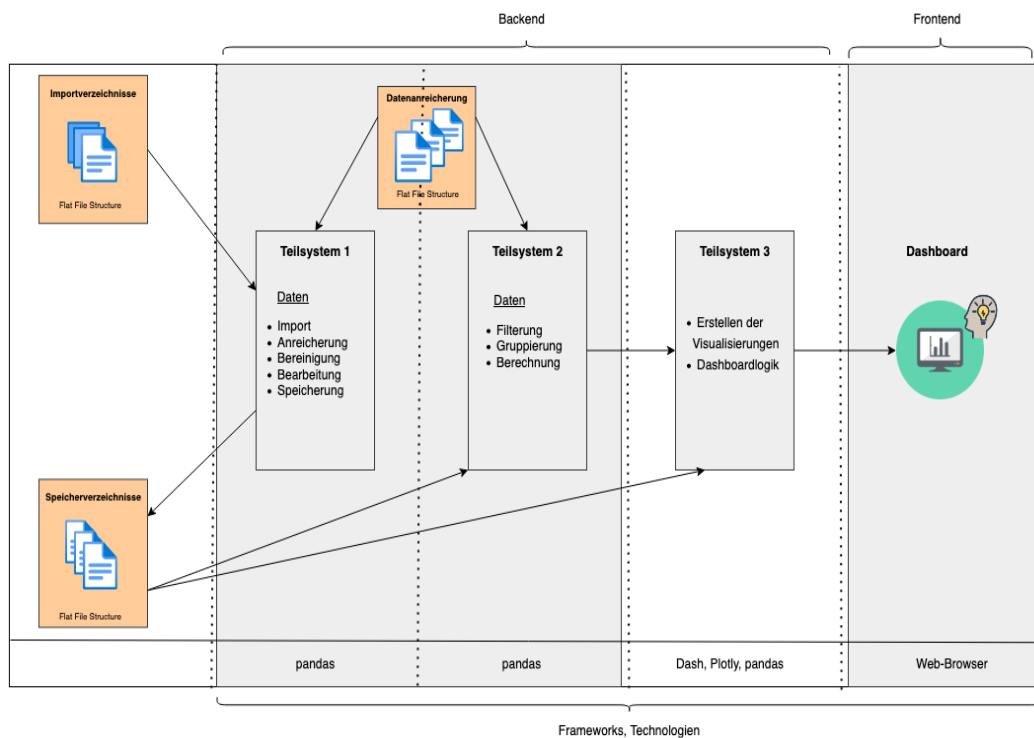 Backend
Frontend
Importverzeichnisse
Flat File Structure
Datenanreicherung
Flat File Structure
Teilsystem 1
Daten
• Import
• Anreicherung
• Bereinigung
• Bearbeitung
• Speicherung
Teilsystem 2
Daten
• Filterung
• Gruppierung
• Berechnung
Teilsystem 3
• Erstellen der
Visualisierungen
• Dashboardlogik
Dashboard
Speicherverzeichnisse
Flat File Structure
pandas
pandas
Dash, Plotly, pandas
Web-Browser
Frameworks, Technologien